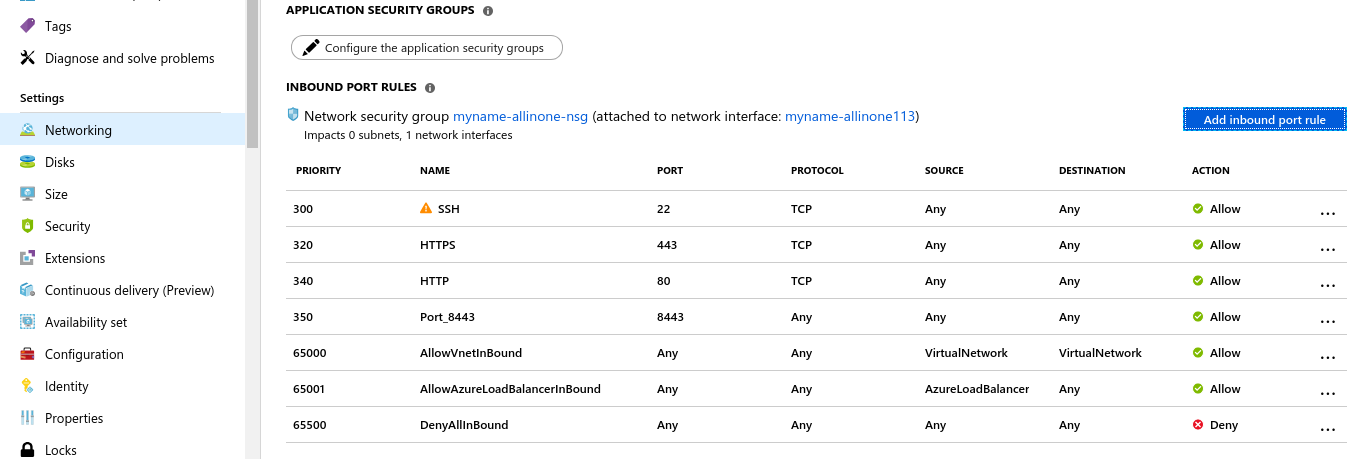 Tags
Diagnose and solve problems
Settings
Networking
Disks
Size
Security
Extensions
Continuous delivery (Preview)
Availability set
Configuration
Identity
Properties
Locks
APPLICATION SECURITY GROUPS
Configure the application security groups
INBOUND PORT RULES
Network security group myname-allinone-nsg (attached to network interface: myname-allinone113)
Impacts 0 subnets, 1 network interfaces
Add inbound port rule
PRIORITY NAME PORT PROTOCOL SOURCE DESTINATION ACTION
300 SSH 22 TCP Any Any Allow ...
320 HTTPS 443 TCP Any Any Allow ...
340 HTTP 80 TCP Any Any Allow ...
350 Port_8443 8443 Any Any Any Allow ...
65000 AllowVnetInBound Any Any VirtualNetwork VirtualNetwork Allow ...
65001 AllowAzureLoadBalancerInBound Any Any AzureLoadBalancer Any Allow ...
65500 DenyAllInBound Any Any Any Any Deny ...